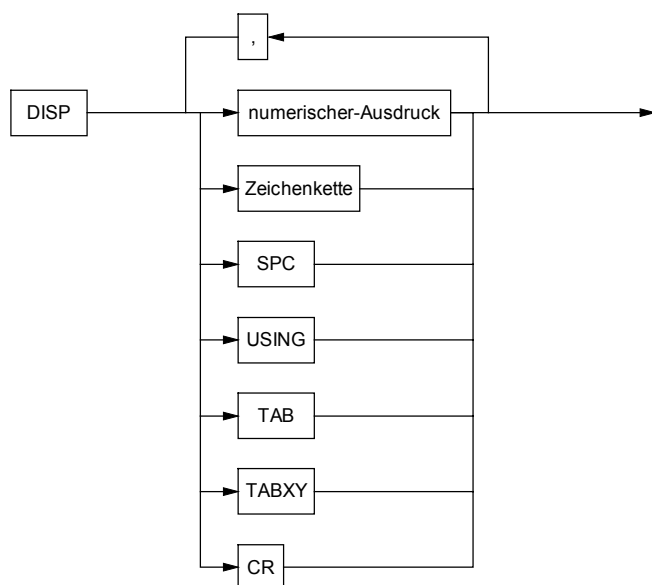 ,
DISP
numerischer-Ausdruck
Zeichenkette
SPC
USING
TAB
TABXY
CR